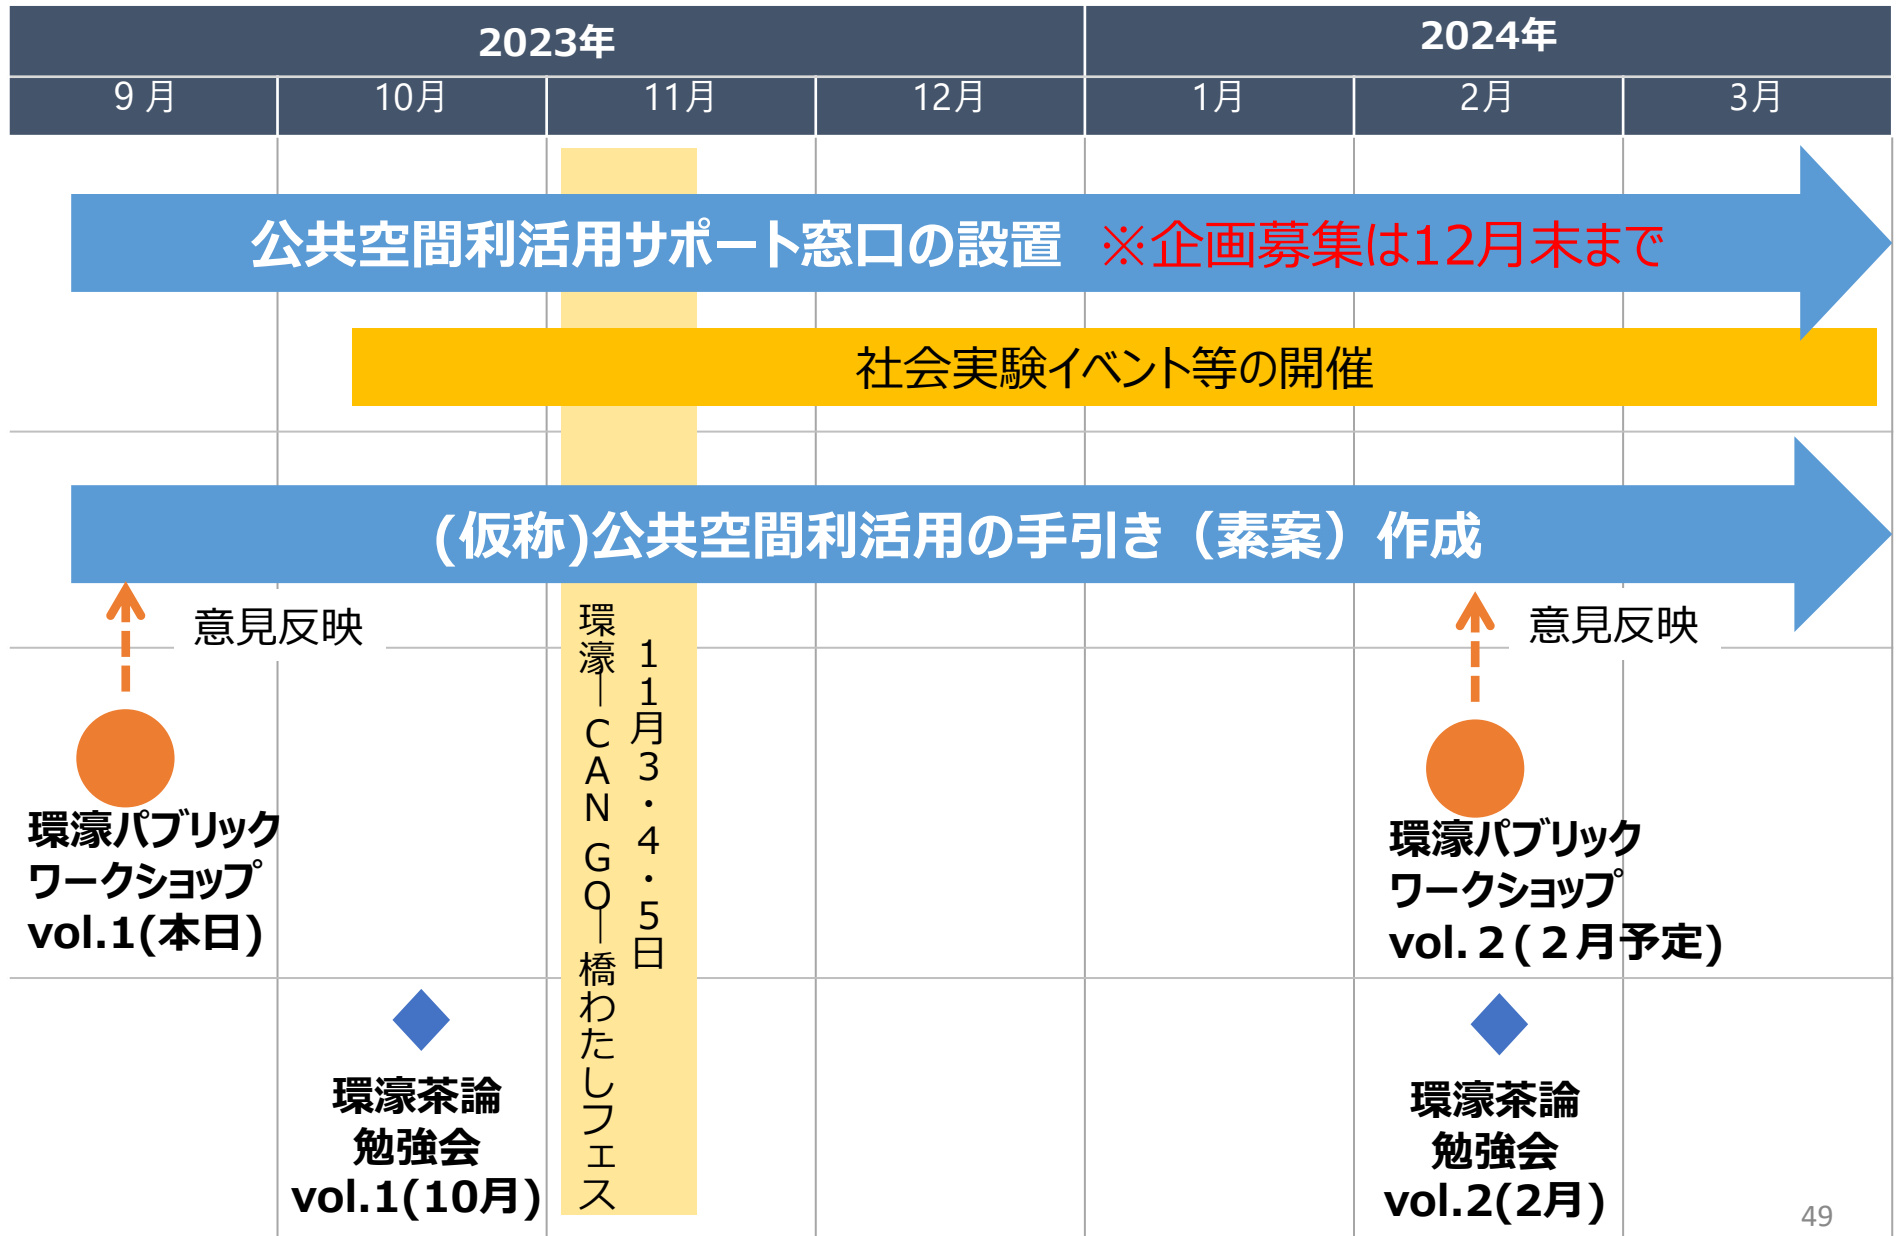 2023年
2024年
9月
10月
11月
12月
1月
2月
3月
公共空間利活用サポート窓口の設置 ※企画募集は12月末まで
社会実験イベント等の開催
(仮称)公共空間利活用の手引き（素案）作成
意見反映
意見反映
11月3・4・5日
環濠―CAN GO―橋わたしフェス
環濠パブリック
ワークショップ
vol.1(本日)
環濠パブリック
ワークショップ
vol.２(２月予定)
環濠茶論
勉強会
vol.1(10月)
環濠茶論
勉強会
vol.2(2月)
49